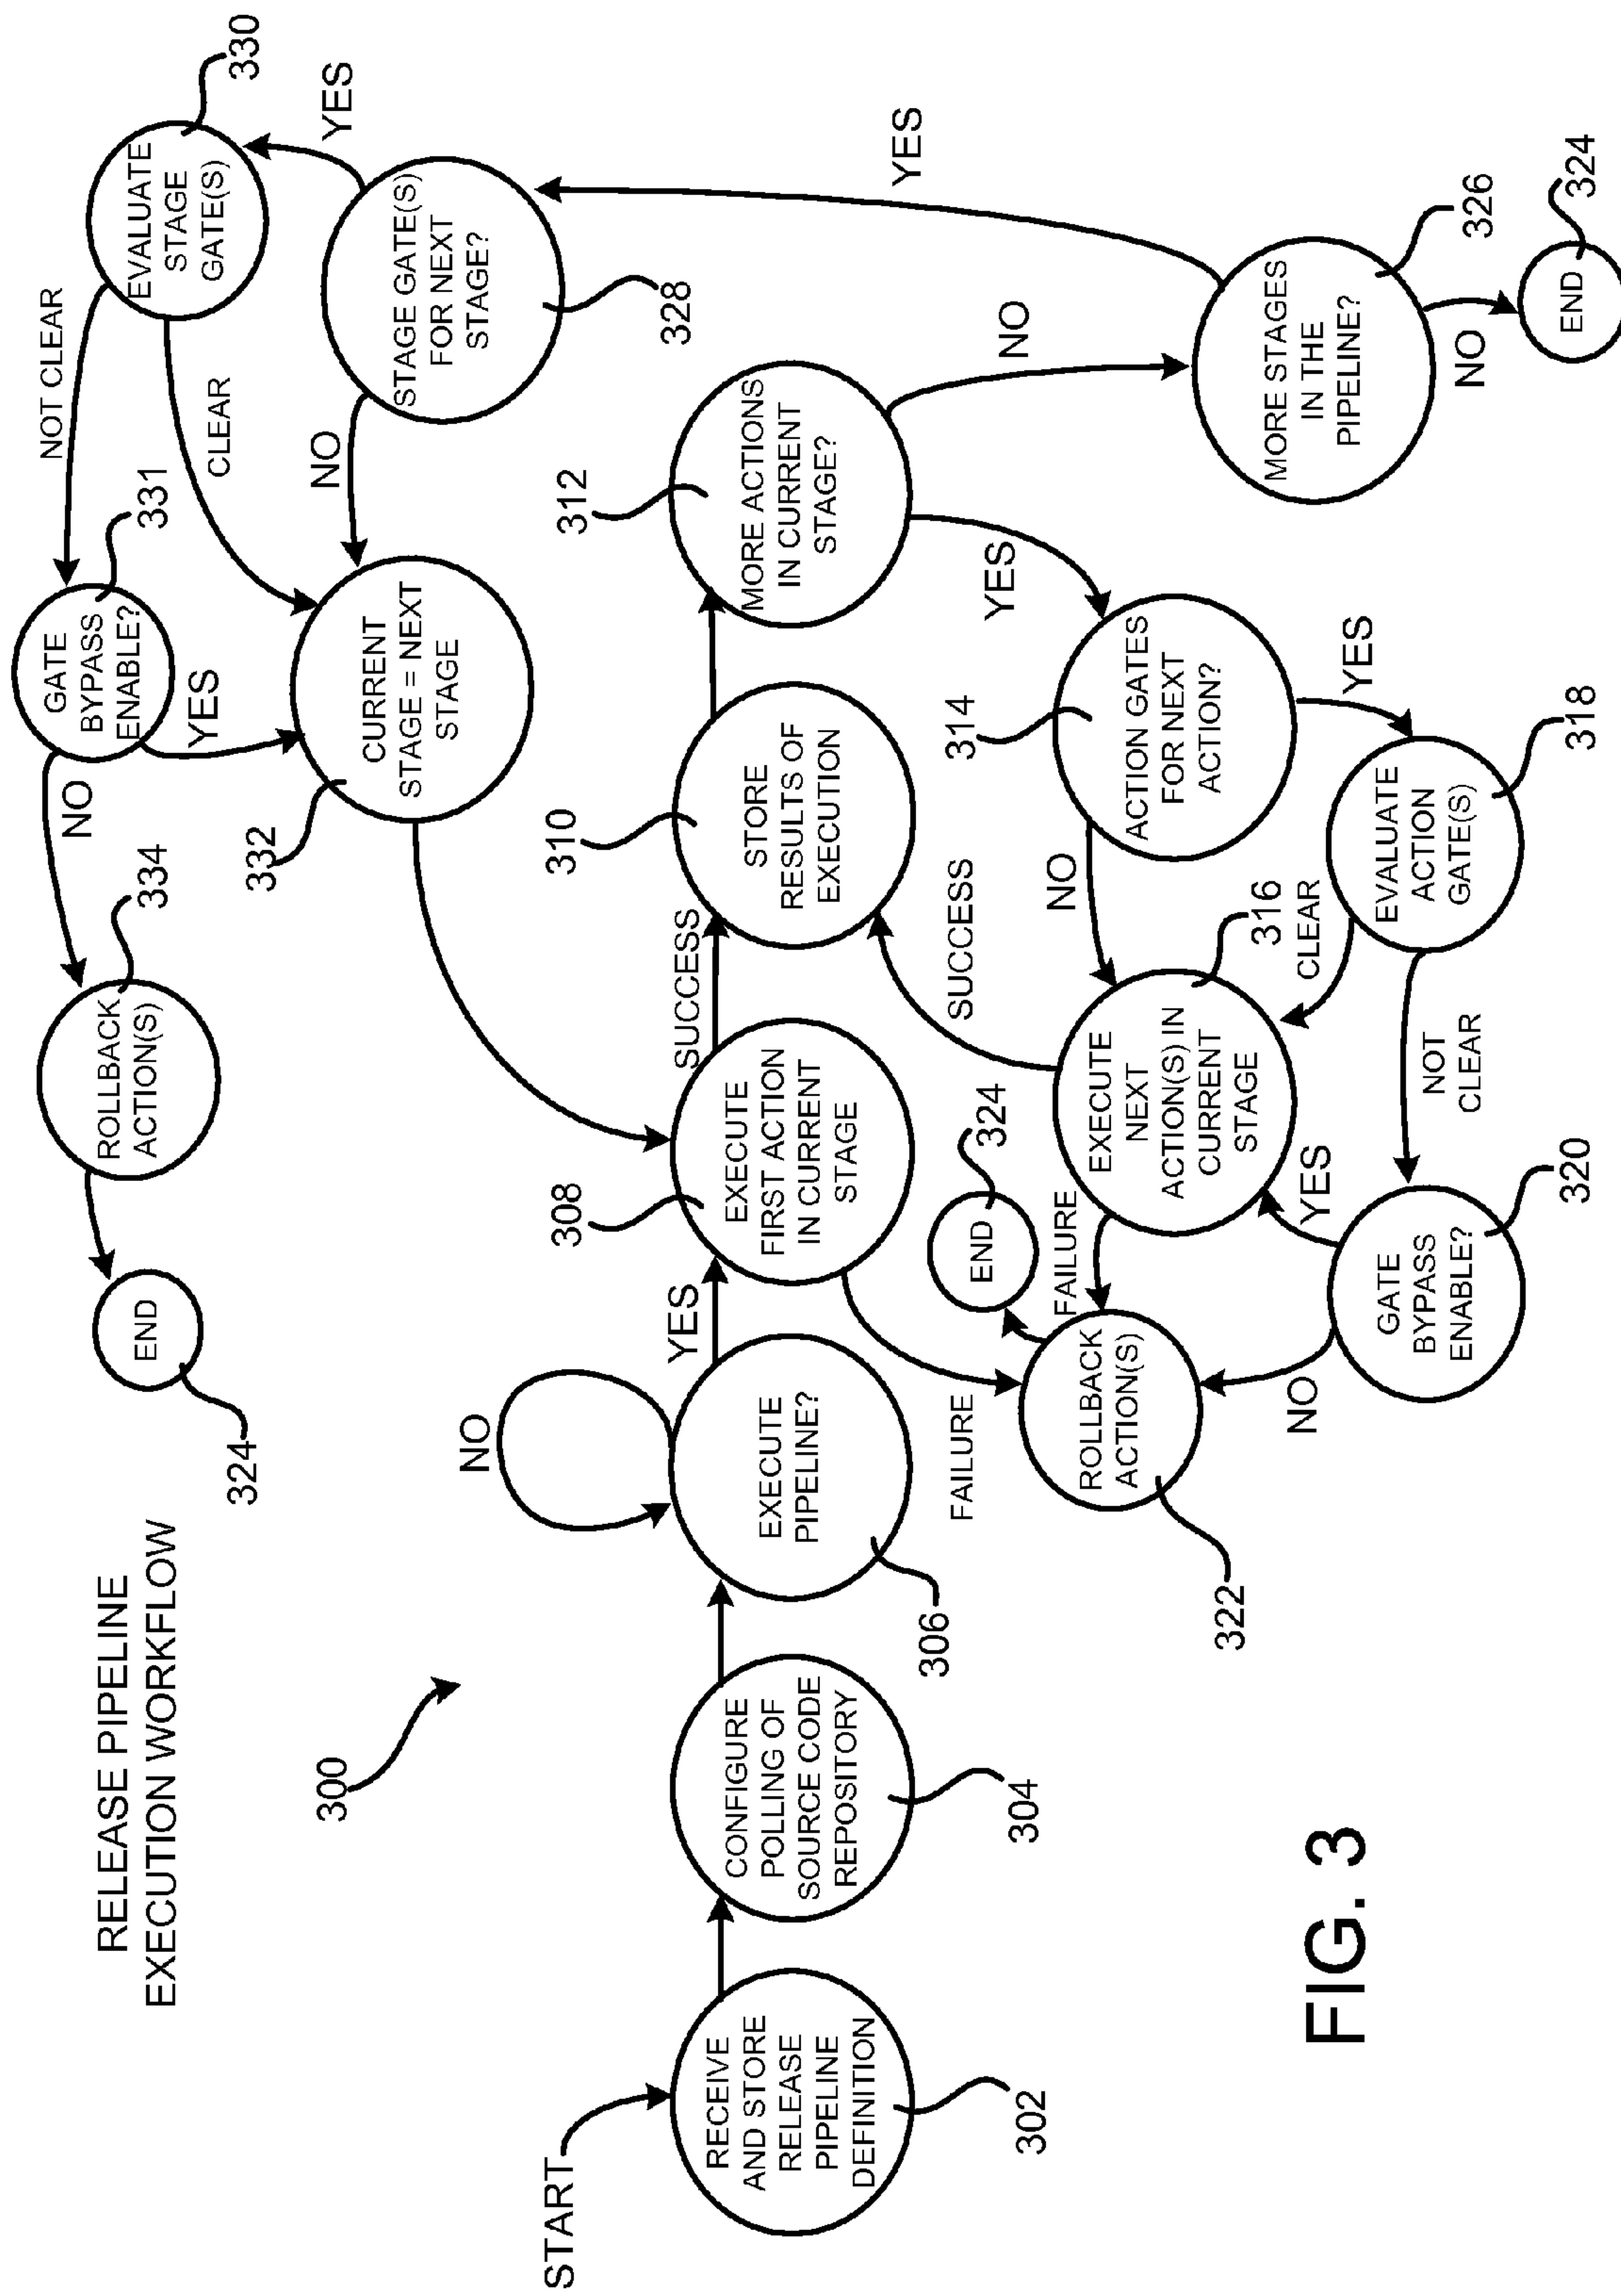 RELEASE PIPELINE
EXECUTION WORKFLOW
300
START
RECEIVE
AND STORE
RELEASE
PIPELINE
DEFINITION
302
CONFIGURE
POLLING OF
SOURCE CODE
REPOSITORY
304
NO
EXECUTE
PIPELINE?
306
YES
308
EXECUTE
FIRST ACTION
IN CURRENT
STAGE
SUCCESS
FAILURE
310
STORE
RESULTS OF
EXECUTION
312
MORE ACTIONS
IN CURRENT
STAGE?
NO
YES
314
ACTION GATES
FOR NEXT
ACTION?
NO
YES
EVALUATE
ACTION
GATE(S)
318
CLEAR
NOT
CLEAR
316
EXECUTE
NEXT
ACTION(S) IN
CURRENT
STAGE
SUCCESS
FAILURE
GATE
BYPASS
ENABLE?
320
YES
NO
ROLLBACK
ACTION(S)
322
END
324
MORE STAGES
IN THE
PIPELINE?
326
NO
END
324
YES
STAGE GATE(S)
FOR NEXT
STAGE?
328
YES
NO
EVALUATE
STAGE
GATE(S)
330
NOT CLEAR
CLEAR
GATE
BYPASS
ENABLE?
331
YES
NO
CURRENT
STAGE = NEXT
STAGE
332
ROLLBACK
ACTION(S)
334
END
324
FIG. 3